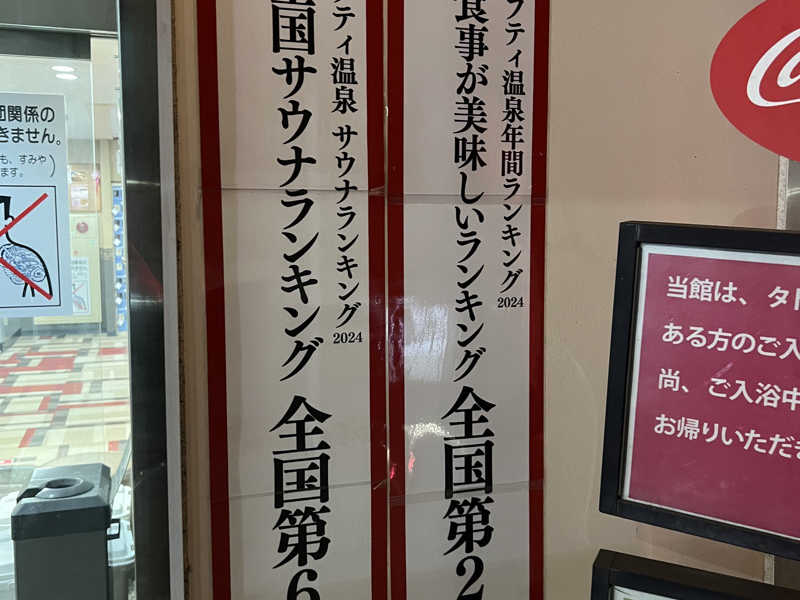 フティ温泉年間ランキング2024
食事が美味しいランキング 全国第2
ティ温泉 サウナランキング2024
国サウナランキング 全国第6
関係の
きません。
も、すみや
ます。
当館は、タ
ある方のご入
尚、ご入浴中
お帰りいただき